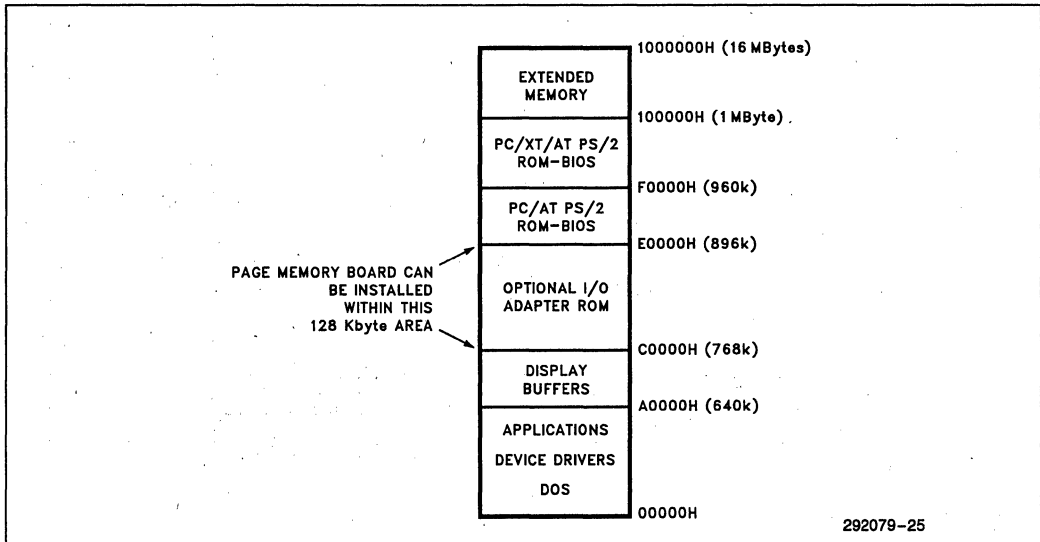 1000000H (16 MBytes)
EXTENDED
MEMORY
100000H (1 MByte)
PC/XT/AT PS/2
ROM-BIOS
F0000H (960k)
PC/AT PS/2
ROM-BIOS
E0000H (896k)
PAGE MEMORY BOARD CAN
BE INSTALLED
WITHIN THIS
128 Kbyte AREA
OPTIONAL I/O
ADAPTER ROM
C0000H (768k)
DISPLAY
BUFFERS
A0000H (640k)
APPLICATIONS
DEVICE DRIVERS
DOS
00000H
292079-25